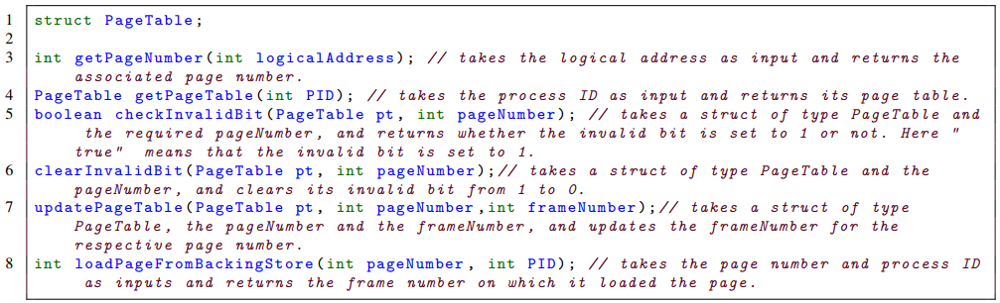 1 struct PageTable;
2
3 int getPageNumber(int logicalAddress); // takes the logical address as input and returns the
associated page number.
4 PageTable getPageTable(int PID); // takes the process ID as input and returns its page table.
5 boolean checkInvalidBit(PageTable pt, int pageNumber); // takes a struct of type PageTable and
the required pageNumber, and returns whether the invalid bit is set to 1 or not. Here "
true" means that the invalid bit is set to 1.
6 clearInvalidBit(PageTable pt, int pageNumber);// takes a struct of type PageTable and the
pageNumber, and clears its invalid bit from 1 to 0.
7 updatePageTable(PageTable pt, int pageNumber,int frameNumber);// takes a struct of type
PageTable, the pageNumber and the frameNumber, and updates the frameNumber for the
respective page number.
8 int loadPageFromBackingStore(int pageNumber, int PID); // takes the page number and process ID
as inputs and returns the frame number on which it loaded the page.